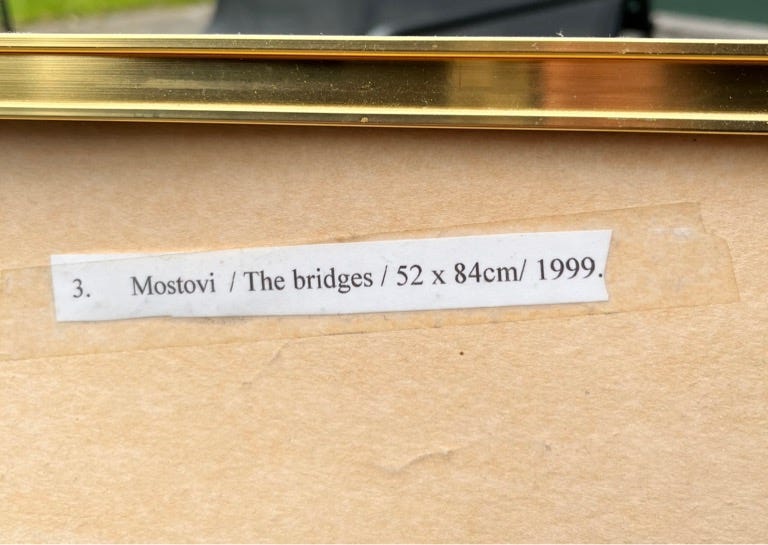 3. Mostovi / The bridges / 52 x 84cm/ 1999.